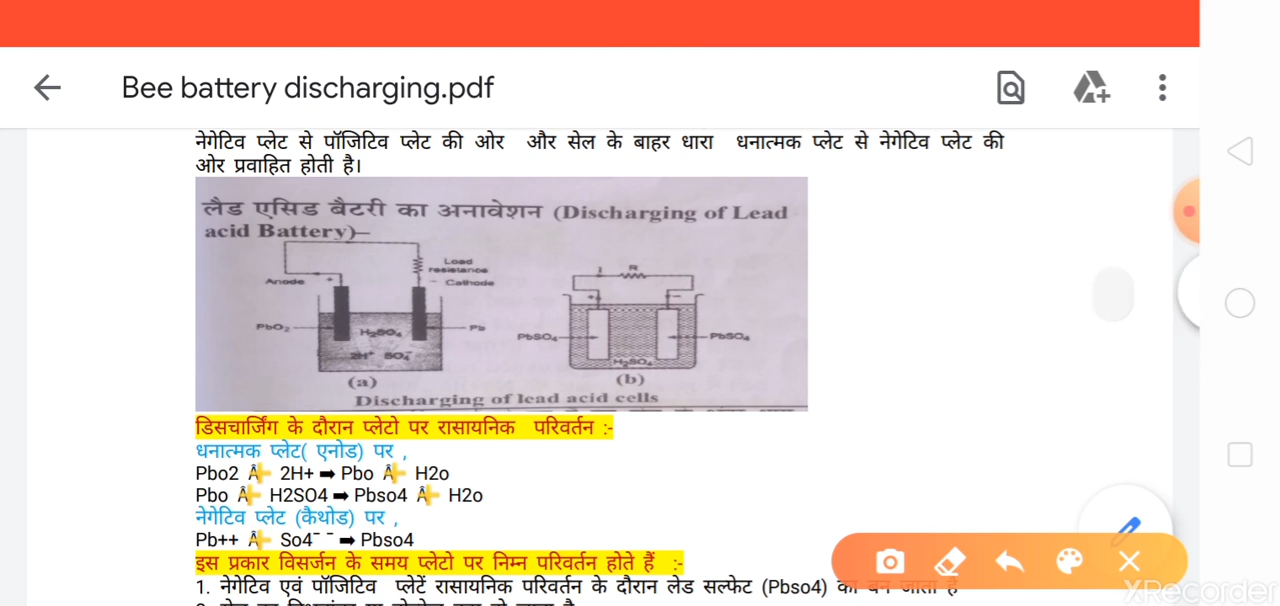 Bee battery discharging.pdf
नेगेटिव प्लेट से पॉजिटिव प्लेट की ओर और सेल के बाहर धारा धनात्मक प्लेट से नेगेटिव प्लेट की
ओर प्रवाहित होती है।
लैड एसिड बैटरी का अनावेशन (Discharging of Lead
acid Battery)–
Load
resistance
Anode +
- Cathode
PbO₂
H₂SO₄
Pb
2H⁺ SO₄⁻
(a)
I R
+ −
PbSO₄
PbSO₄
H₂SO₄
(b)
Discharging of lead acid cells
डिसचार्जिंग के दौरान प्लेटो पर रासायनिक परिवर्तन :-
धनात्मक प्लेट( एनोड) पर ,
Pbo2 Â➕ 2H+ ➡ Pbo Â➕ H2o
Pbo Â➕ H2SO4 ➡ Pbso4 Â➕ H2o
नेगेटिव प्लेट (कैथोड) पर ,
Pb++ Â➕ So4⁻ ⁻ ➡ Pbso4
इस प्रकार विसर्जन के समय प्लेटो पर निम्न परिवर्तन होते हैं :-
1. नेगेटिव एवं पॉजिटिव प्लेटें रासायनिक परिवर्तन के दौरान लेड सल्फेट (Pbso4) का बन जाता है
XRecorder